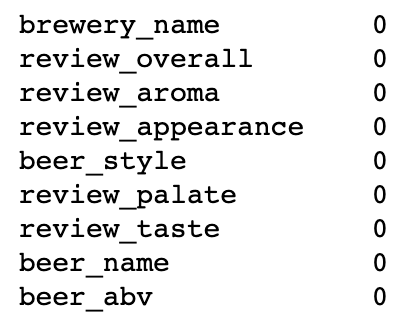 brewery_name 0
review_overall 0
review_aroma 0
review_appearance 0
beer_style 0
review_palate 0
review_taste 0
beer_name 0
beer_abv 0